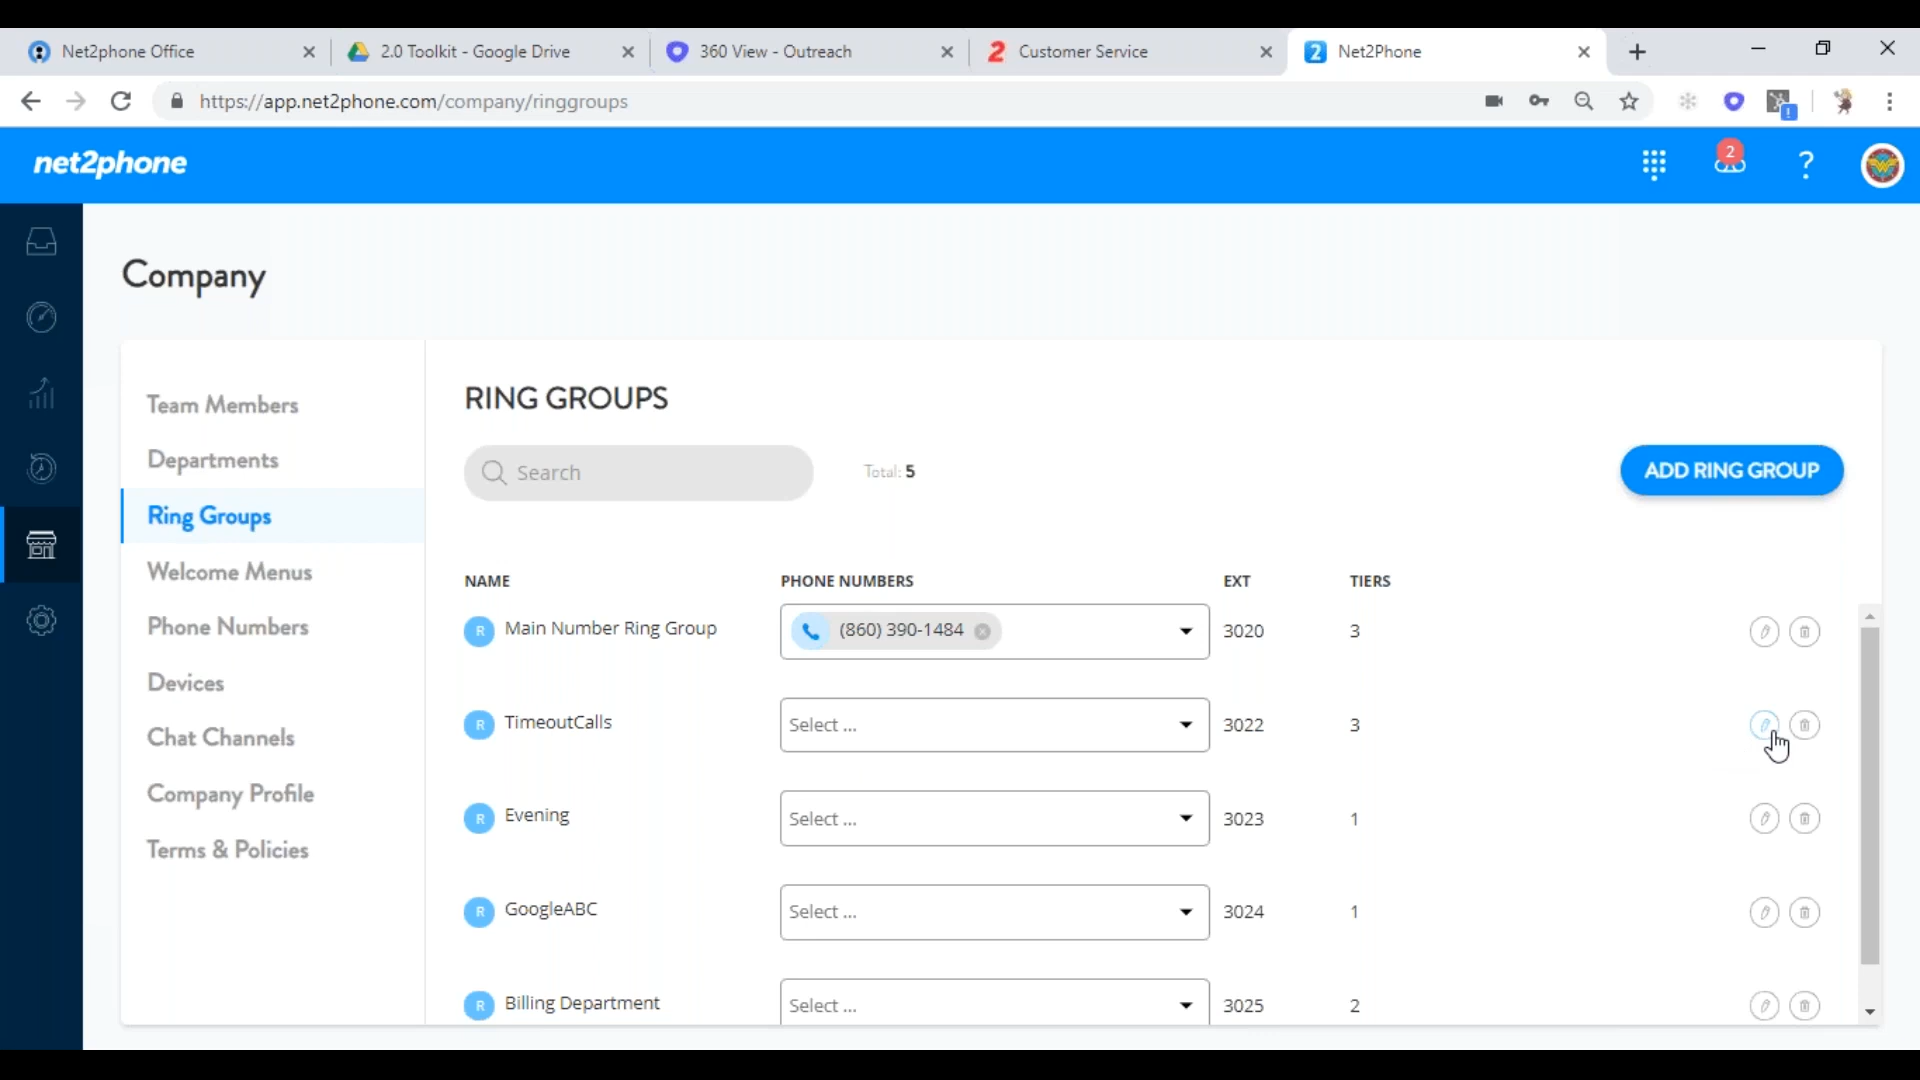 Net2phone Office
2.0 Toolkit - Google Drive
360 View - Outreach
2 Customer Service
2 Net2Phone
https://app.net2phone.com/company/ringgroups
net2phone
2
?
Company
Team Members
Departments
Ring Groups
Welcome Menus
Phone Numbers
Devices
Chat Channels
Company Profile
Terms & Policies
RING GROUPS
Search
Total: 5
ADD RING GROUP
NAME PHONE NUMBERS EXT TIERS
R Main Number Ring Group (860) 390-1484 3020 3
R TimeoutCalls Select ... 3022 3
R Evening Select ... 3023 1
R GoogleABC Select ... 3024 1
R Billing Department Select ... 3025 2